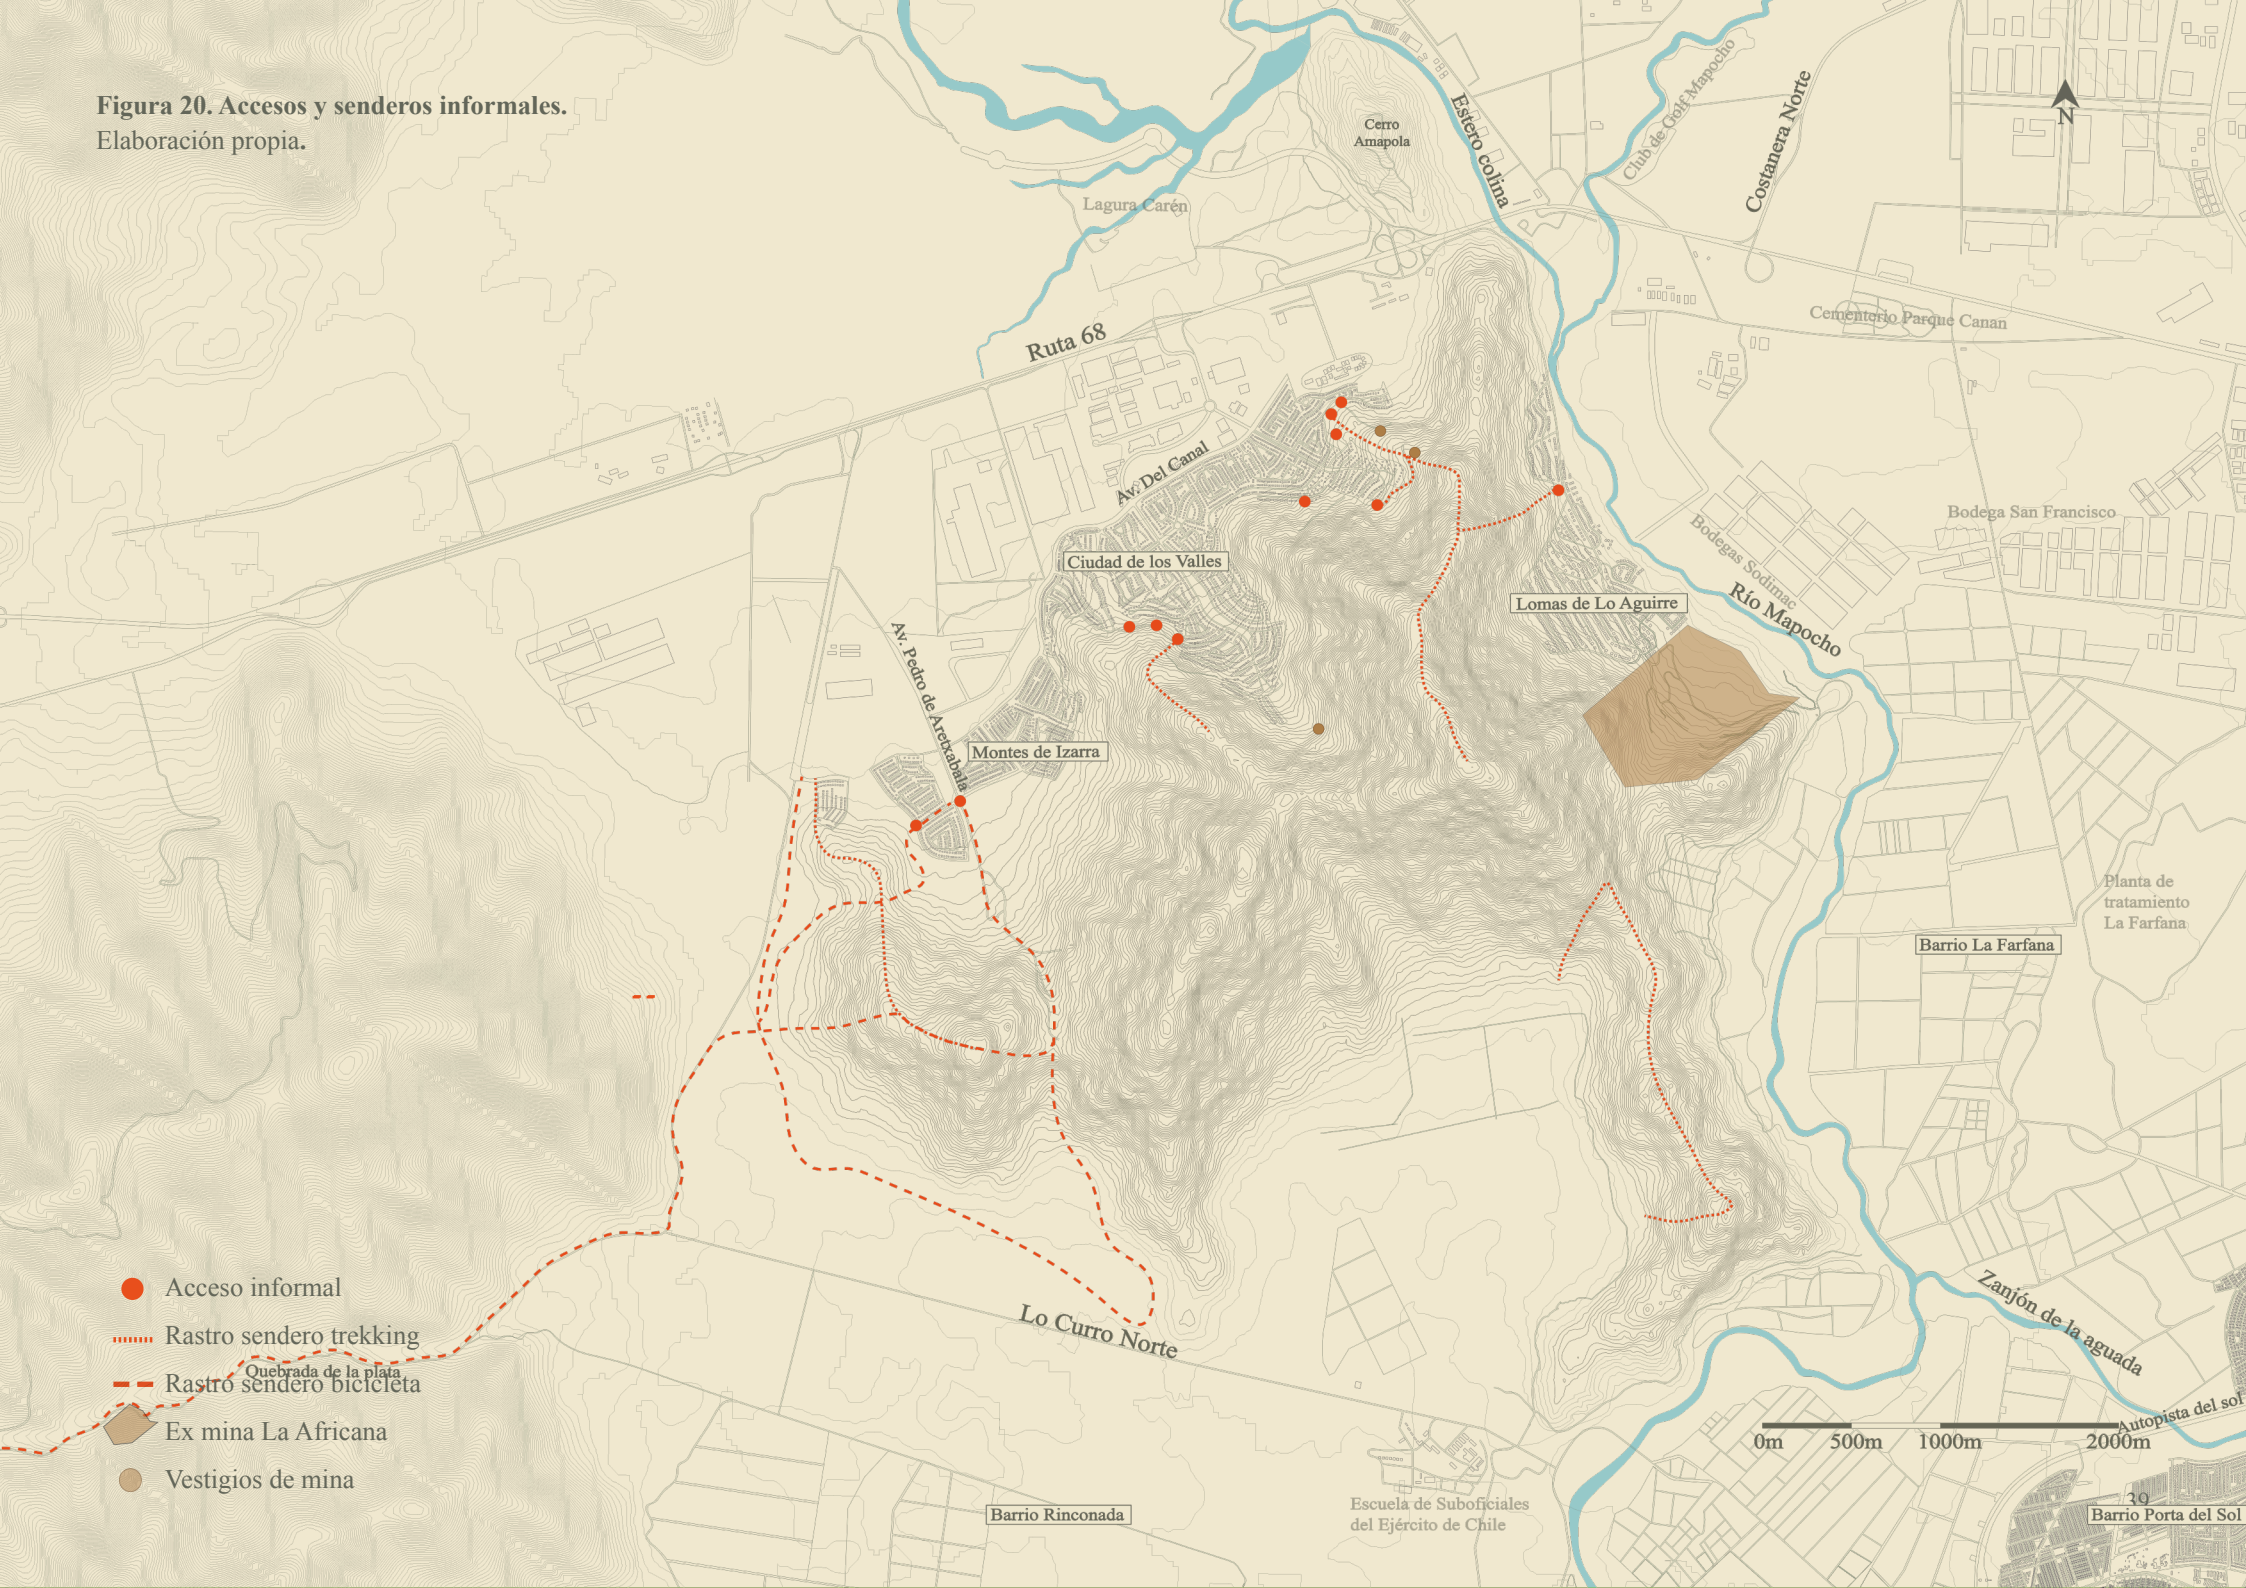 Figura 20. Accesos y senderos informales.
Elaboración propia.
Cerro
Amapola
Estero colina
Club de Golf Mapocho
Costanera Norte
N
Lagura Carén
Ruta 68
Cementerio Parque Canan
Av. Del Canal
Bodega San Francisco
Bodegas Sodimac
Ciudad de los Valles
Lomas de Lo Aguirre
Río Mapocho
Av. Pedro de Aretxabala
Montes de Izarra
Planta de
tratamiento
La Farfana
Barrio La Farfana
Acceso informal
Rastro sendero trekking
Quebrada de la plata
Rastro sendero bicicleta
Ex mina La Africana
Vestigios de mina
Lo Curro Norte
Zanjón de la aguada
Autopista del sol
0m 500m 1000m 2000m
Escuela de Suboficiales
del Ejército de Chile
Barrio Rinconada
39
Barrio Porta del Sol